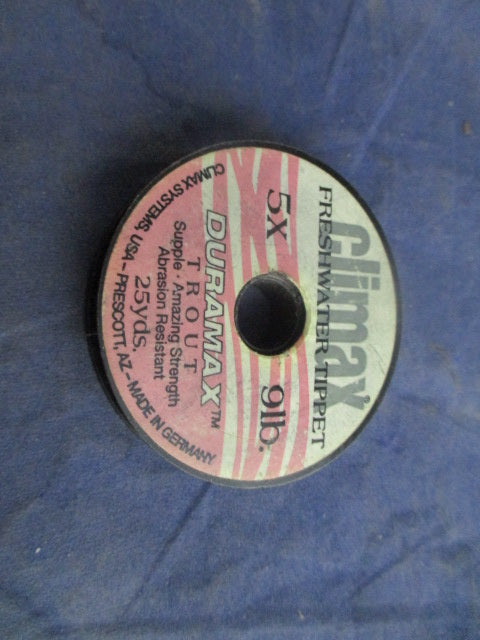 Climax
FRESHWATER TIPPET
5X 9lb.
DURAMAX™
TROUT
Supple · Amazing Strength
Abrasion Resistant
25yds.
CLIMAX SYSTEMS, USA - PRESCOTT, AZ - MADE IN GERMANY